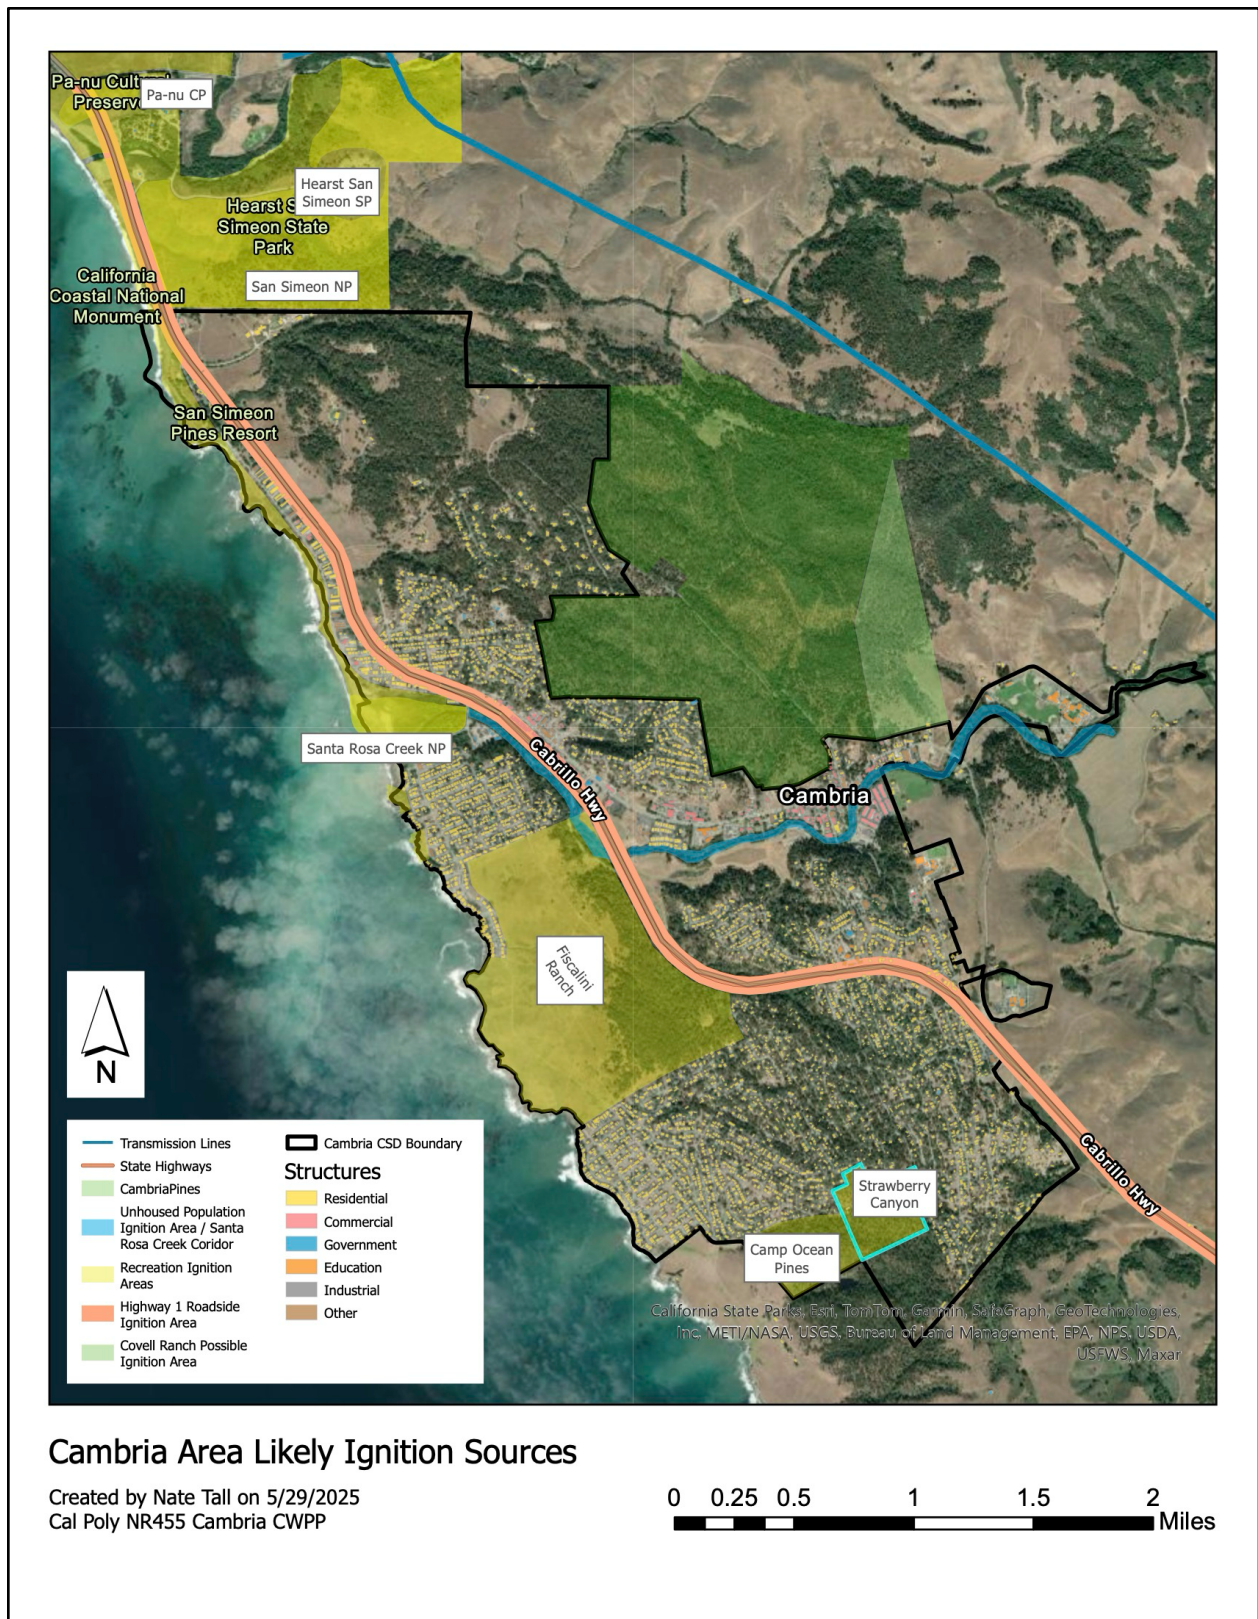 Pa-nu Cultural
Preserve
Pa-nu CP
Hearst San
Simeon SP
Hearst S
Simeon State
Park
San Simeon NP
California
Coastal National
Monument
San Simeon
Pines Resort
Santa Rosa Creek NP
Cabrillo Hwy
Cambria
Fiscalini
Ranch
Strawberry
Canyon
Cabrillo Hwy
Camp Ocean
Pines
California State Parks, Esri, TomTom, Garmin, SafeGraph, GeoTechnologies,
Inc. METI/NASA, USGS, Bureau of Land Management, EPA, NPS, USDA,
USFWS, Maxar
N
Transmission Lines
State Highways
CambriaPines
Unhoused Population
Ignition Area / Santa
Rosa Creek Coridor
Recreation Ignition
Areas
Highway 1 Roadside
Ignition Area
Covell Ranch Possible
Ignition Area
Cambria CSD Boundary
Structures
Residential
Commercial
Government
Education
Industrial
Other
Cambria Area Likely Ignition Sources
Created by Nate Tall on 5/29/2025
Cal Poly NR455 Cambria CWPP
0 0.25 0.5 1 1.5 2
Miles